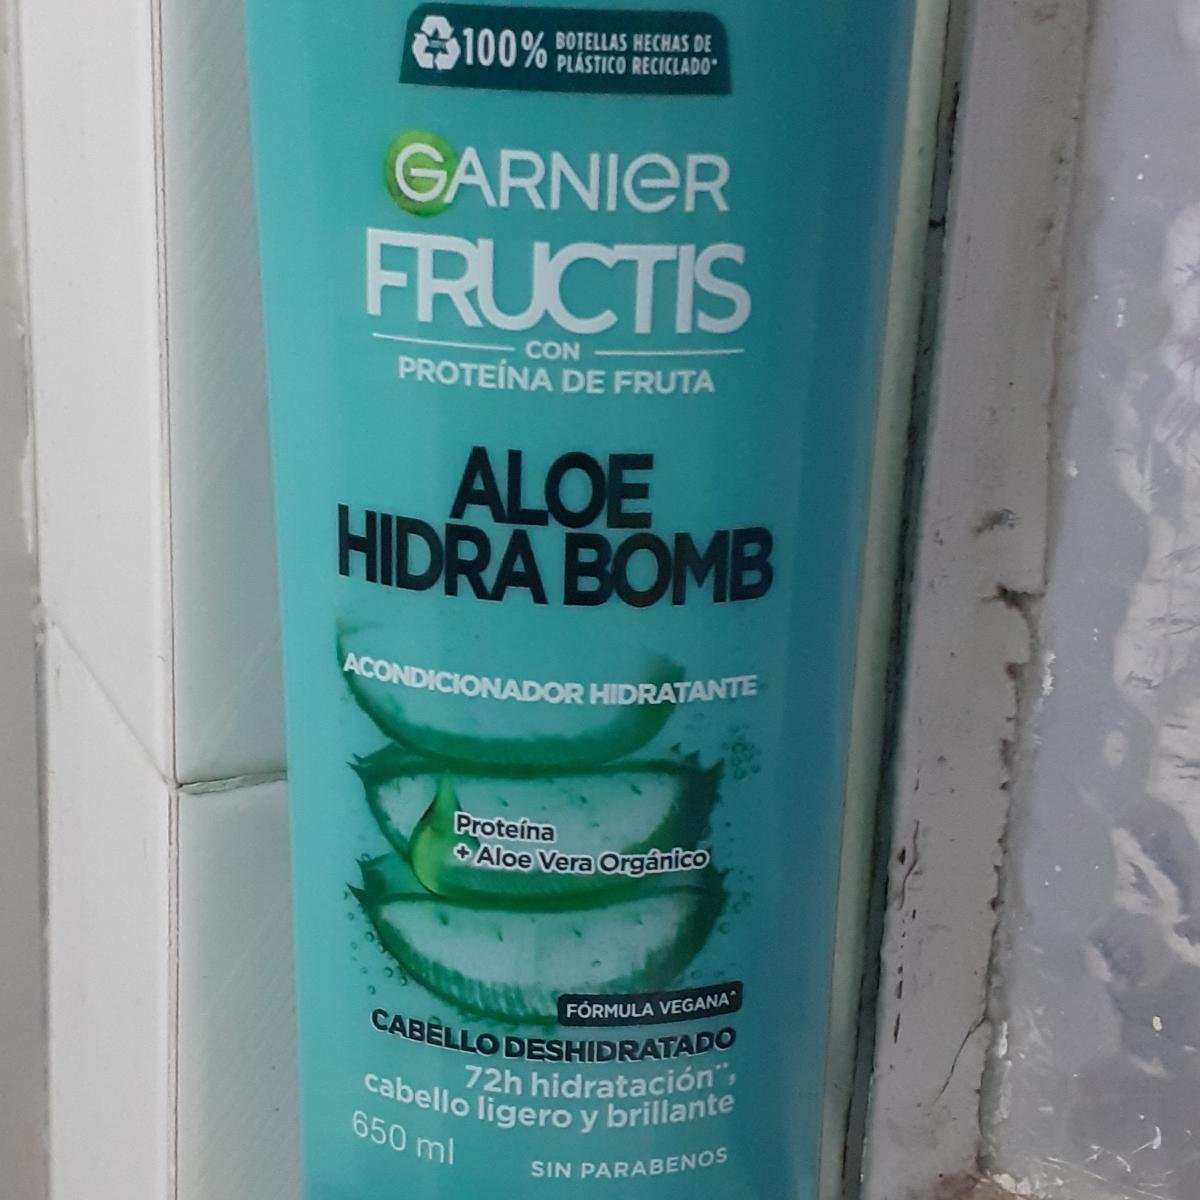 100% BOTELLAS HECHAS DE
PLÁSTICO RECICLADO*
GARNIER
FRUCTIS
CON
PROTEÍNA DE FRUTA
ALOE
HIDRA BOMB
ACONDICIONADOR HIDRATANTE
Proteína
+ Aloe Vera Orgánico
FÓRMULA VEGANA^
CABELLO DESHIDRATADO
72h hidratación**,
cabello ligero y brillante
650 ml
SIN PARABENOS